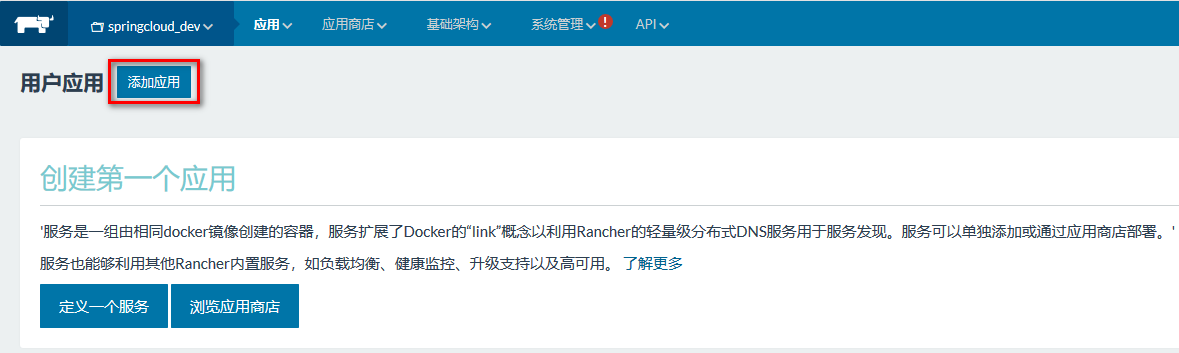 springcloud_dev 应用 应用商店 基础架构 系统管理 ! API
用户应用 添加应用
创建第一个应用
'服务是一组由相同docker镜像创建的容器，服务扩展了Docker的“link”概念以利用Rancher的轻量级分布式DNS服务用于服务发现。服务可以单独添加或通过应用商店部署。'
服务也能够利用其他Rancher内置服务，如负载均衡、健康监控、升级支持以及高可用。 了解更多
定义一个服务 浏览应用商店